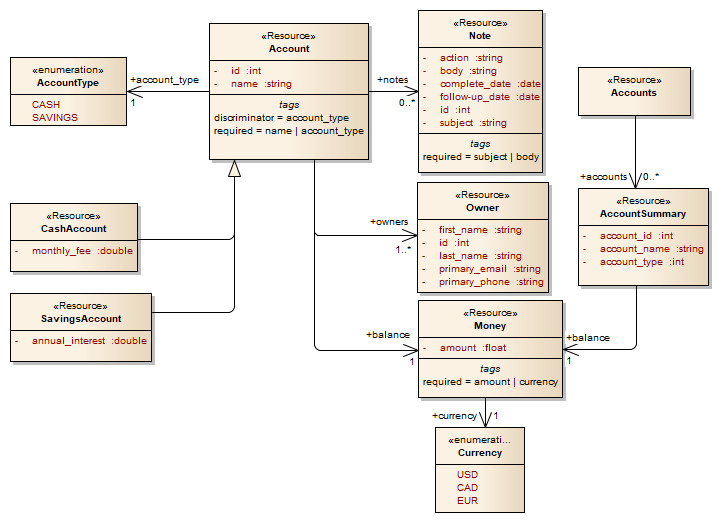 «Resource»
Account
- id :int
- name :string
tags
discriminator = account_type
required = name | account_type
«enumeration»
AccountType
CASH
SAVINGS
+account_type
1
+notes
0..*
«Resource»
Note
- action :string
- body :string
- complete_date :date
- follow-up_date :date
- id :int
- subject :string
tags
required = subject | body
«Resource»
Accounts
+accounts
0..*
«Resource»
AccountSummary
- account_id :int
- account_name :string
- account_type :int
«Resource»
CashAccount
- monthly_fee :double
«Resource»
SavingsAccount
- annual_interest :double
+owners
1..*
«Resource»
Owner
- first_name :string
- id :int
- last_name :string
- primary_email :string
- primary_phone :string
+balance
1
«Resource»
Money
- amount :float
tags
required = amount | currency
+balance
1
+currency
1
«enumerati...
Currency
USD
CAD
EUR